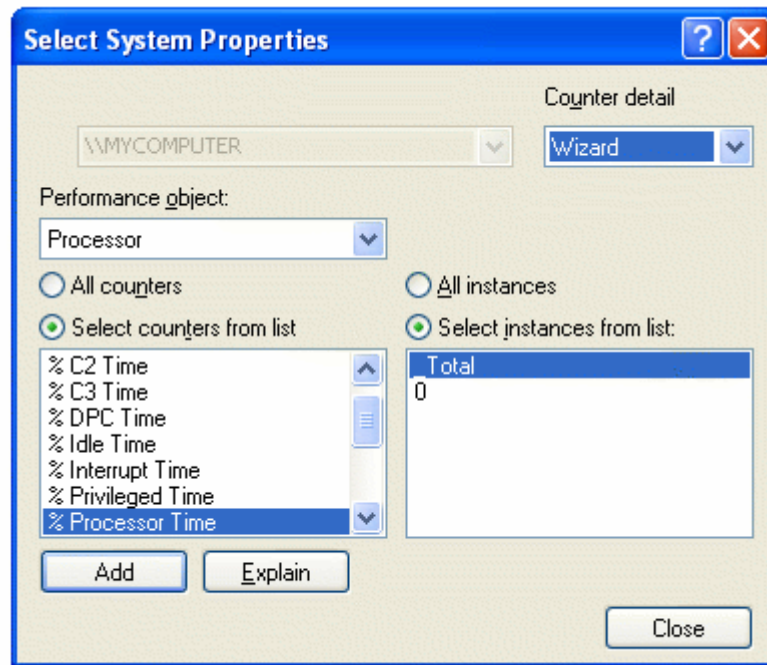 Select System Properties
Counter detail
\\MYCOMPUTER
Wizard
Performance object:
Processor
All counters
All instances
Select counters from list
Select instances from list:
% C2 Time
% C3 Time
% DPC Time
% Idle Time
% Interrupt Time
% Privileged Time
% Processor Time
_Total
0
Add
Explain
Close